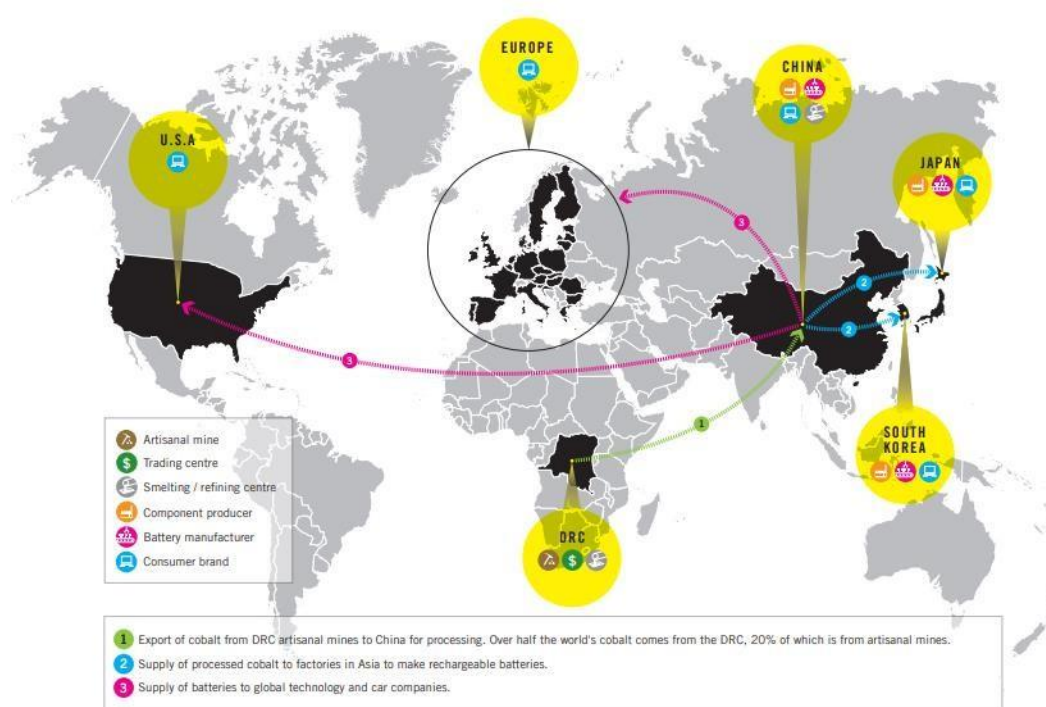 EUROPE
CHINA
U.S.A
JAPAN
3
2
2
3
1
SOUTH
KOREA
DRC
$
Artisanal mine
$ Trading centre
Smelting / refining centre
Component producer
Battery manufacturer
Consumer brand
1 Export of cobalt from DRC artisanal mines to China for processing. Over half the world's cobalt comes from the DRC, 20% of which is from artisanal mines.
2 Supply of processed cobalt to factories in Asia to make rechargeable batteries.
3 Supply of batteries to global technology and car companies.